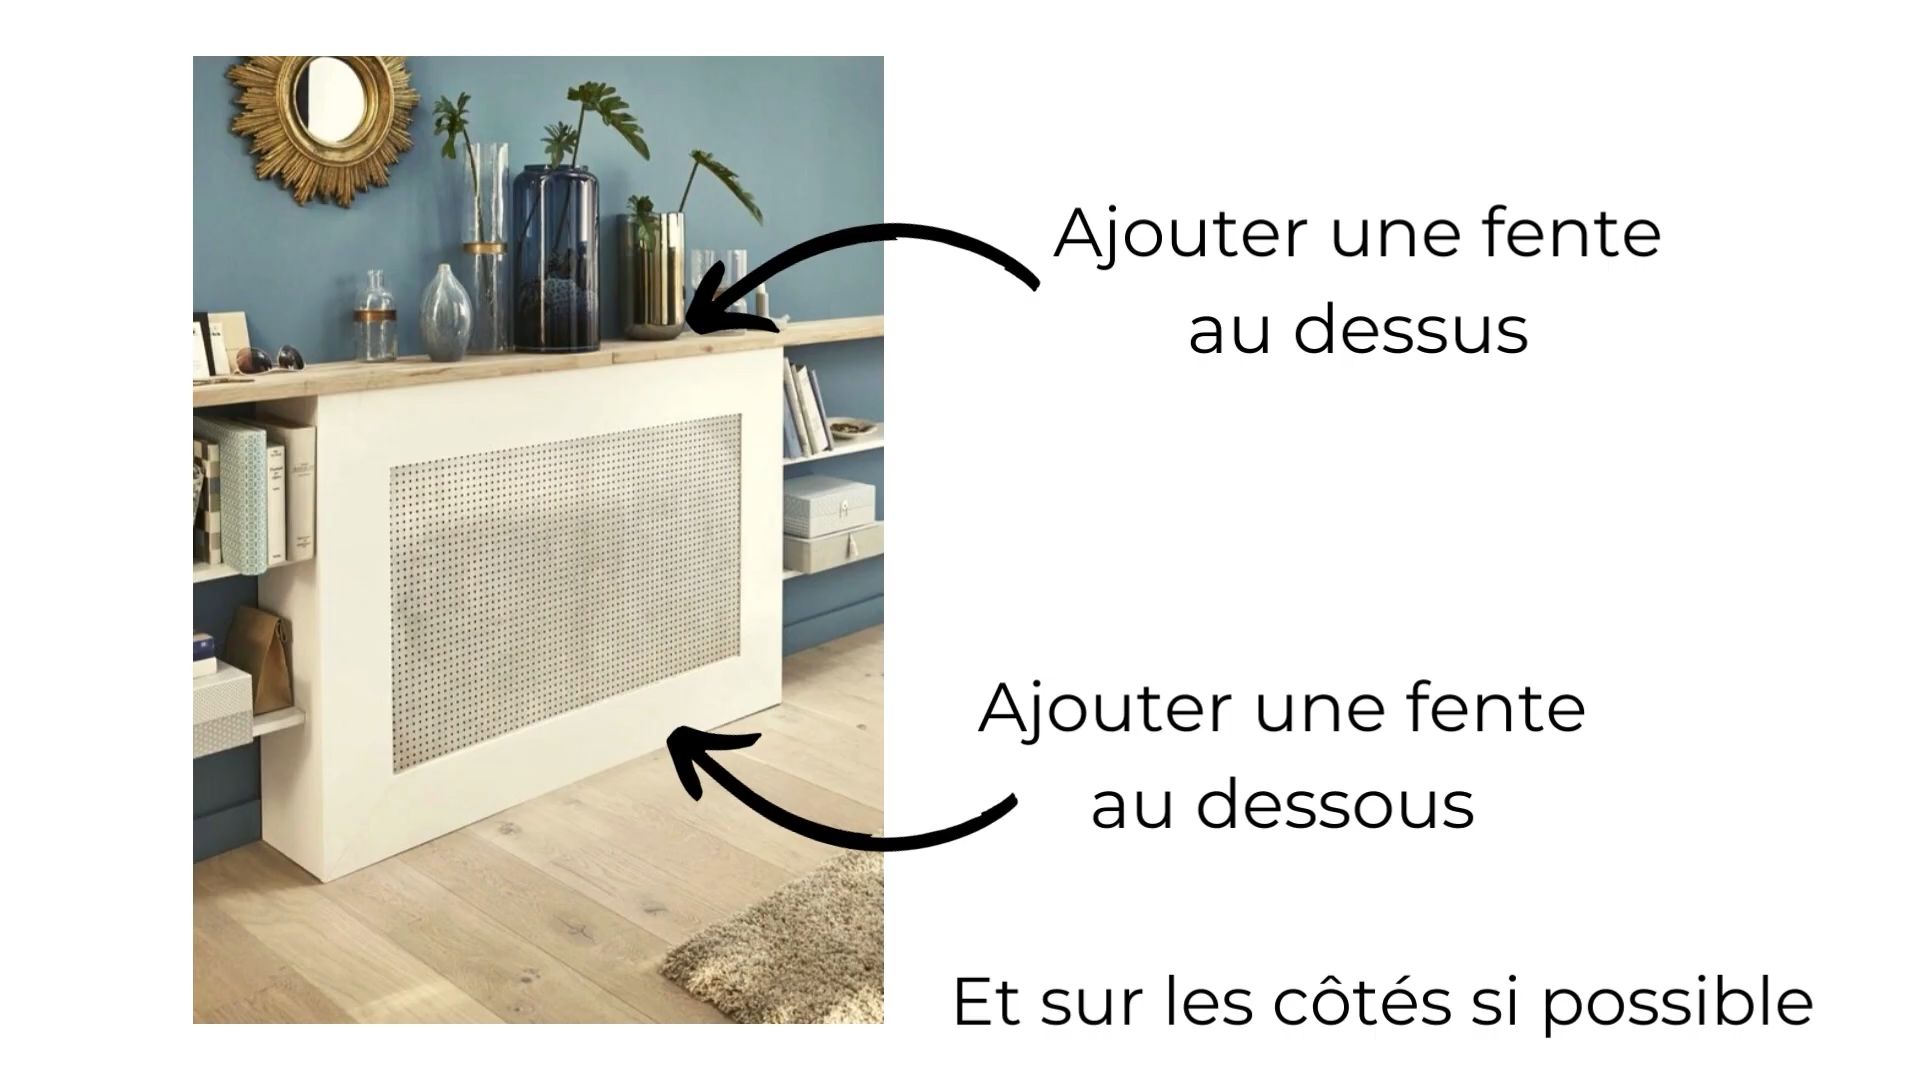 Ajouter une fente
au dessus
Ajouter une fente
au dessous
Et sur les côtés si possible